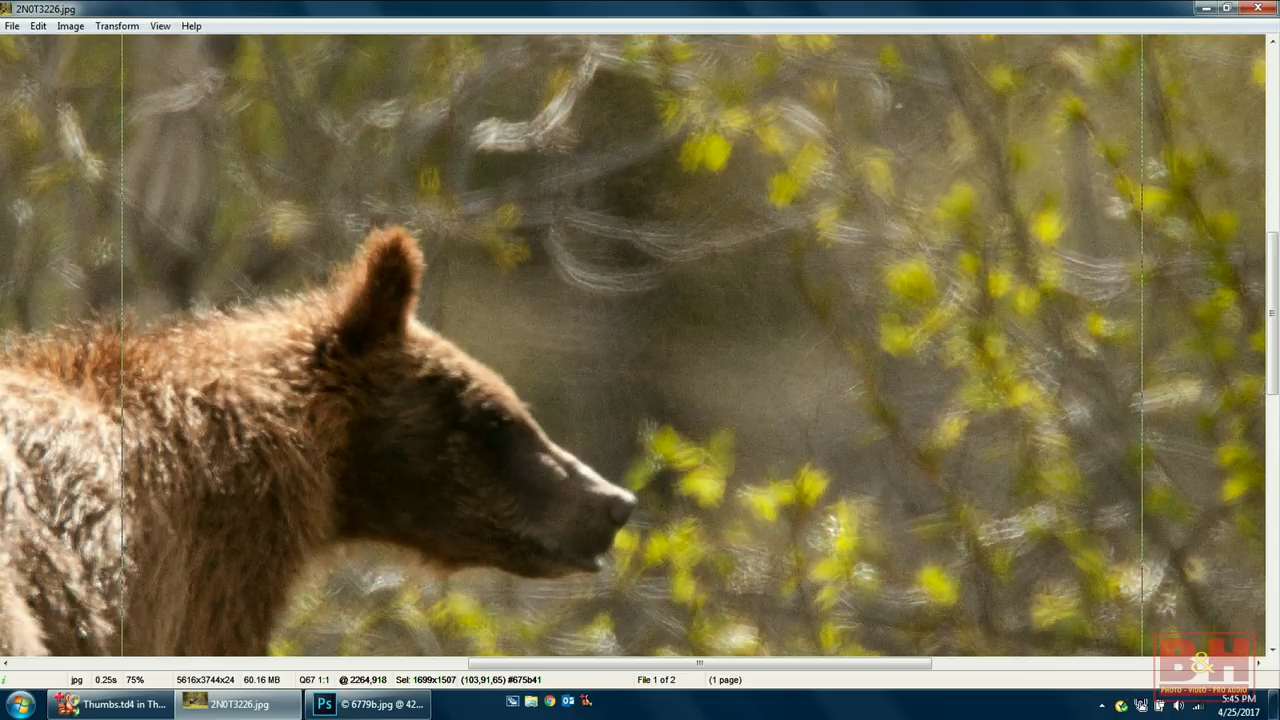 2N0T3226.jpg
File Edit Image Transform View Help
i jpg 0.25s 75% 5616x3744x24 60.16 MB Q67 1:1 @ 2264,918 Sel: 1699x1507 (103,91,65) #e75b41 File 1 of 2 (1 page)
B&H
PHOTO - VIDEO - PRO AUDIO
Thumbs.td4 in Th... 2N0T3226.jpg Ps © 6779b.jpg @ 42...
5:45 PM
4/25/2017